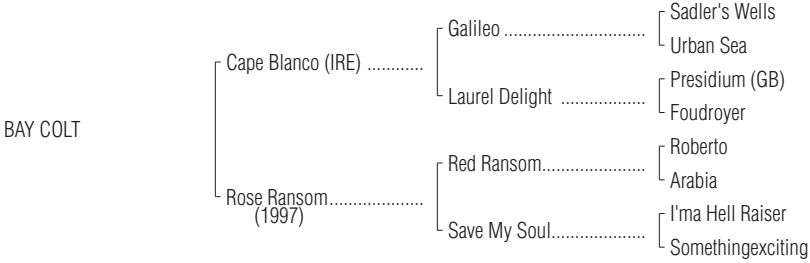 Sadler's Wells
Galileo ..............................
Urban Sea
Cape Blanco (IRE) ............
Presidium (GB)
Laurel Delight ..................
Foudroyer
BAY COLT
Roberto
Red Ransom......................
Arabia
Rose Ransom....................
(1997)
I'ma Hell Raiser
Save My Soul....................
Somethingexciting